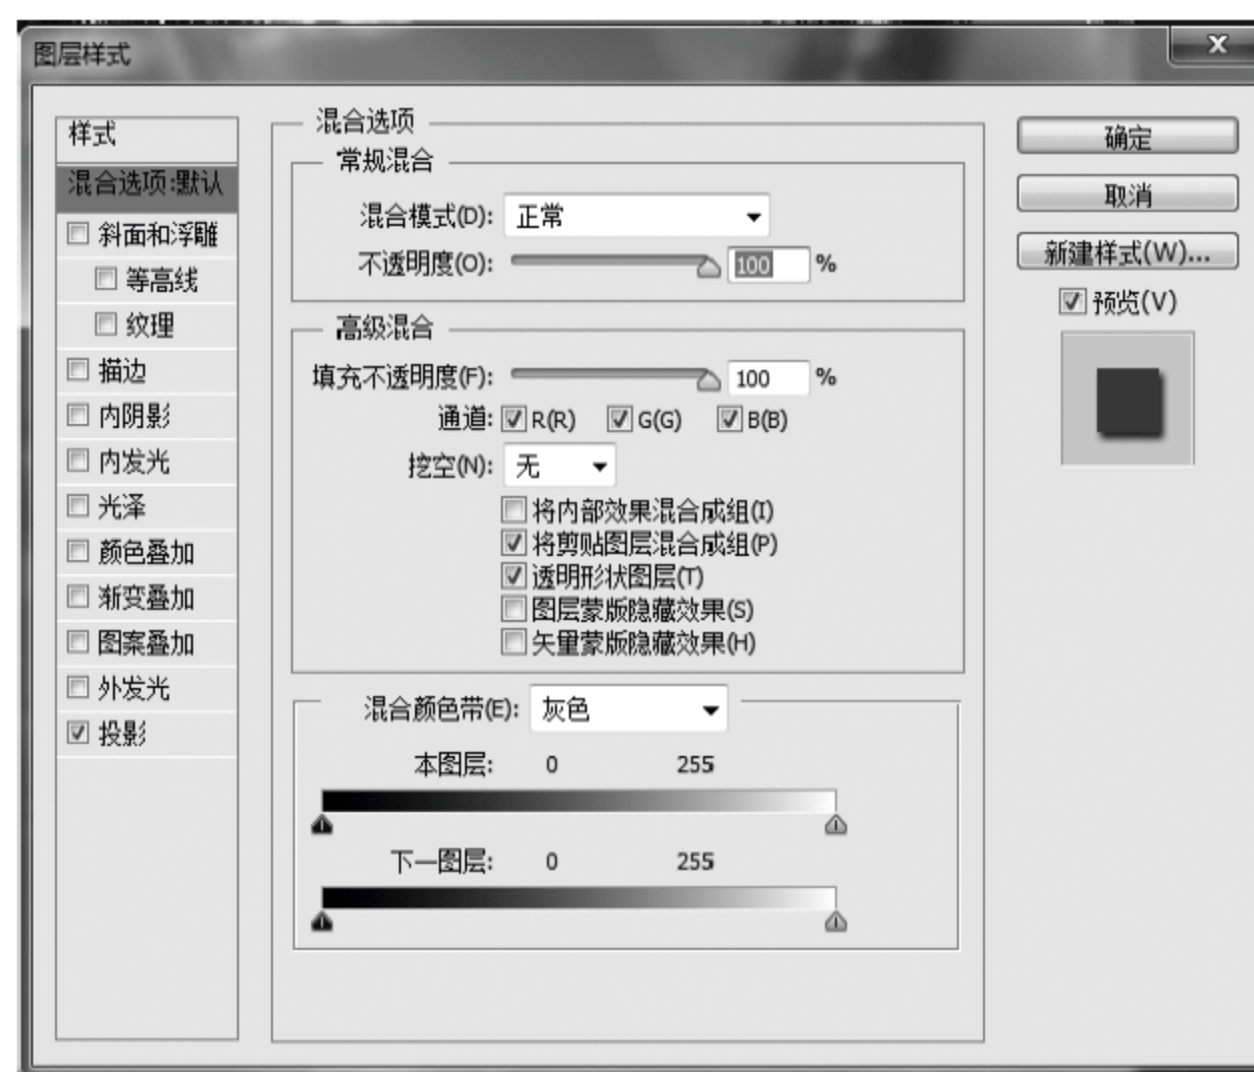 图层样式
样式
混合选项:默认
斜面和浮雕
等高线
纹理
描边
内阴影
内发光
光泽
颜色叠加
渐变叠加
图案叠加
外发光
投影
混合选项
常规混合
混合模式(D): 正常
不透明度(O): 100 %
高级混合
填充不透明度(F): 100 %
通道: R(R) G(G) B(B)
挖空(N): 无
将内部效果混合成组(I)
将剪贴图层混合成组(P)
透明形状图层(T)
图层蒙版隐藏效果(S)
矢量蒙版隐藏效果(H)
混合颜色带(E): 灰色
本图层: 0 255
下一图层: 0 255
确定
取消
新建样式(W)...
预览(V)